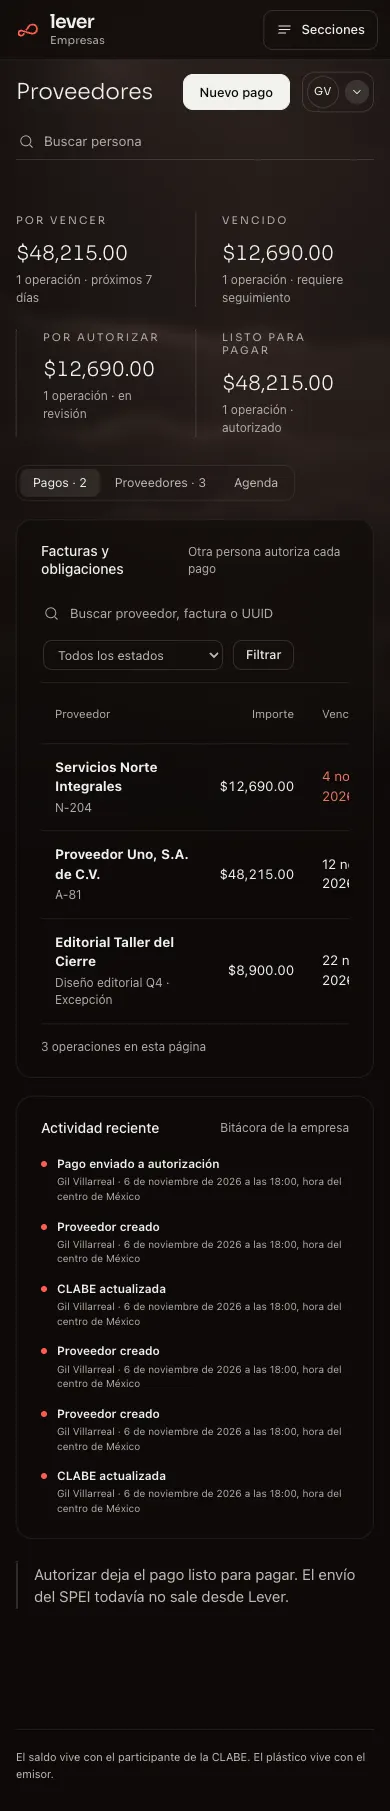 lever
Empresas
Secciones
Proveedores
Nuevo pago
GV
Buscar persona
POR VENCER
$48,215.00
1 operación · próximos 7
días
VENCIDO
$12,690.00
1 operación · requiere
seguimiento
POR AUTORIZAR
$12,690.00
1 operación · en
revisión
LISTO PARA
PAGAR
$48,215.00
1 operación ·
autorizado
Pagos · 2
Proveedores · 3
Agenda
Facturas y
obligaciones
Otra persona autoriza cada
pago
Buscar proveedor, factura o UUID
Todos los estados
Filtrar
Proveedor
Importe
Venc
Servicios Norte
Integrales
N-204
$12,690.00
4 no
2026
Proveedor Uno, S.A.
de C.V.
A-81
$48,215.00
12 n
2026
Editorial Taller del
Cierre
Diseño editorial Q4 ·
Excepción
$8,900.00
22 n
2026
3 operaciones en esta página
Actividad reciente
Bitácora de la empresa
Pago enviado a autorización
Gil Villarreal · 6 de noviembre de 2026 a las 18:00, hora del
centro de México
Proveedor creado
Gil Villarreal · 6 de noviembre de 2026 a las 18:00, hora del
centro de México
CLABE actualizada
Gil Villarreal · 6 de noviembre de 2026 a las 18:00, hora del
centro de México
Proveedor creado
Gil Villarreal · 6 de noviembre de 2026 a las 18:00, hora del
centro de México
Proveedor creado
Gil Villarreal · 6 de noviembre de 2026 a las 18:00, hora del
centro de México
CLABE actualizada
Gil Villarreal · 6 de noviembre de 2026 a las 18:00, hora del
centro de México
Autorizar deja el pago listo para pagar. El envío
del SPEI todavía no sale desde Lever.
El saldo vive con el participante de la CLABE. El plástico vive con el
emisor.